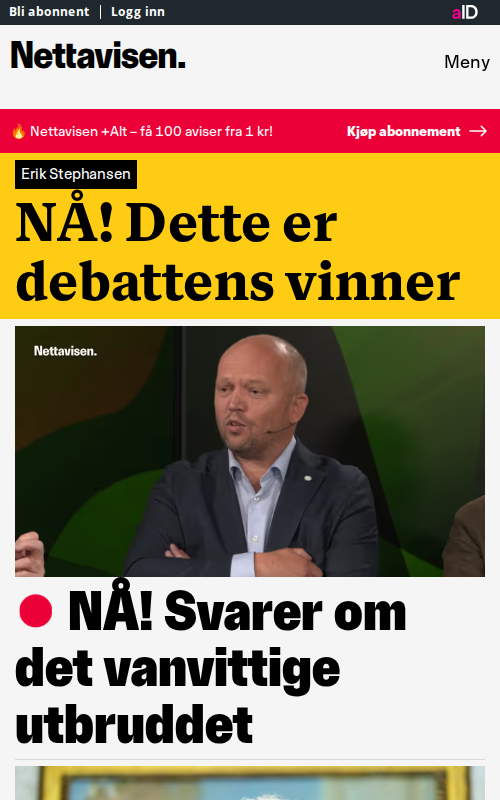 Bli abonnent | Logg inn
aID
Nettavisen.
Meny
🔥 Nettavisen +Alt – få 100 aviser fra 1 kr!
Kjøp abonnement →
Erik Stephansen
NÅ! Dette er
debattens vinner
Nettavisen.
NÅ! Svarer om
det vanvittige
utbruddet